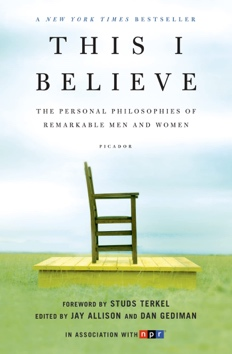 A NEW YORK TIMES BESTSELLER
THIS I
BELIEVE
THE PERSONAL PHILOSOPHIES OF
REMARKABLE MEN AND WOMEN
PICADOR
FOREWORD BY STUDS TERKEL
EDITED BY JAY ALLISON AND DAN GEDIMAN
IN ASSOCIATION WITH npr